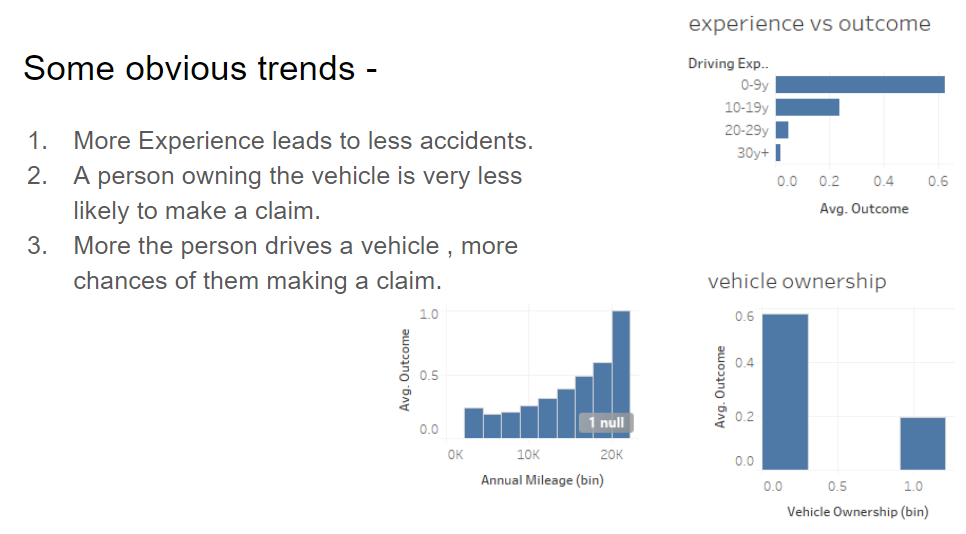 Some obvious trends -
1. More Experience leads to less accidents.
2. A person owning the vehicle is very less
likely to make a claim.
3. More the person drives a vehicle , more
chances of them making a claim.
experience vs outcome
Driving Exp..
0-9y
10-19y
20-29y
30y+
0.0 0.2 0.4 0.6
Avg. Outcome
1.0
0.5
0.0
Avg. Outcome
1 null
0K 10K 20K
Annual Mileage (bin)
vehicle ownership
0.6
0.4
0.2
0.0
Avg. Outcome
0.0 0.5 1.0
Vehicle Ownership (bin)